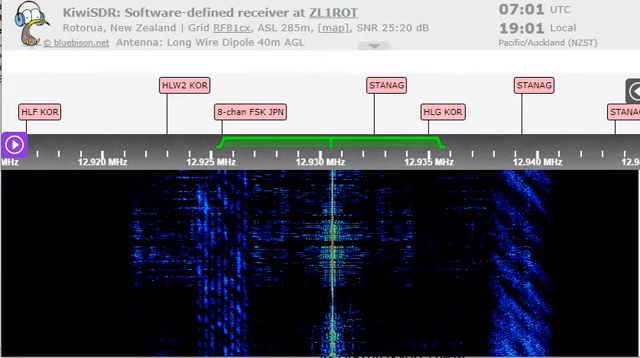 KiwiSDR: Software-defined receiver at ZL1ROT
07:01 UTC
Rotorua, New Zealand | Grid RF81cx, ASL 285m, [map], SNR 25:20 dB
19:01 Local
© bluebison.net Antenna: Long Wire Dipole 40m AGL
Pacific/Auckland (NZST)
HLW2 KOR STANAG STANAG
HLF KOR 8-chan FSK JPN HLG KOR STANAG
MHz 12.920 MHz 12.925 MHz 12.930 MHz 12.935 MHz 12.940 MHz 12.94